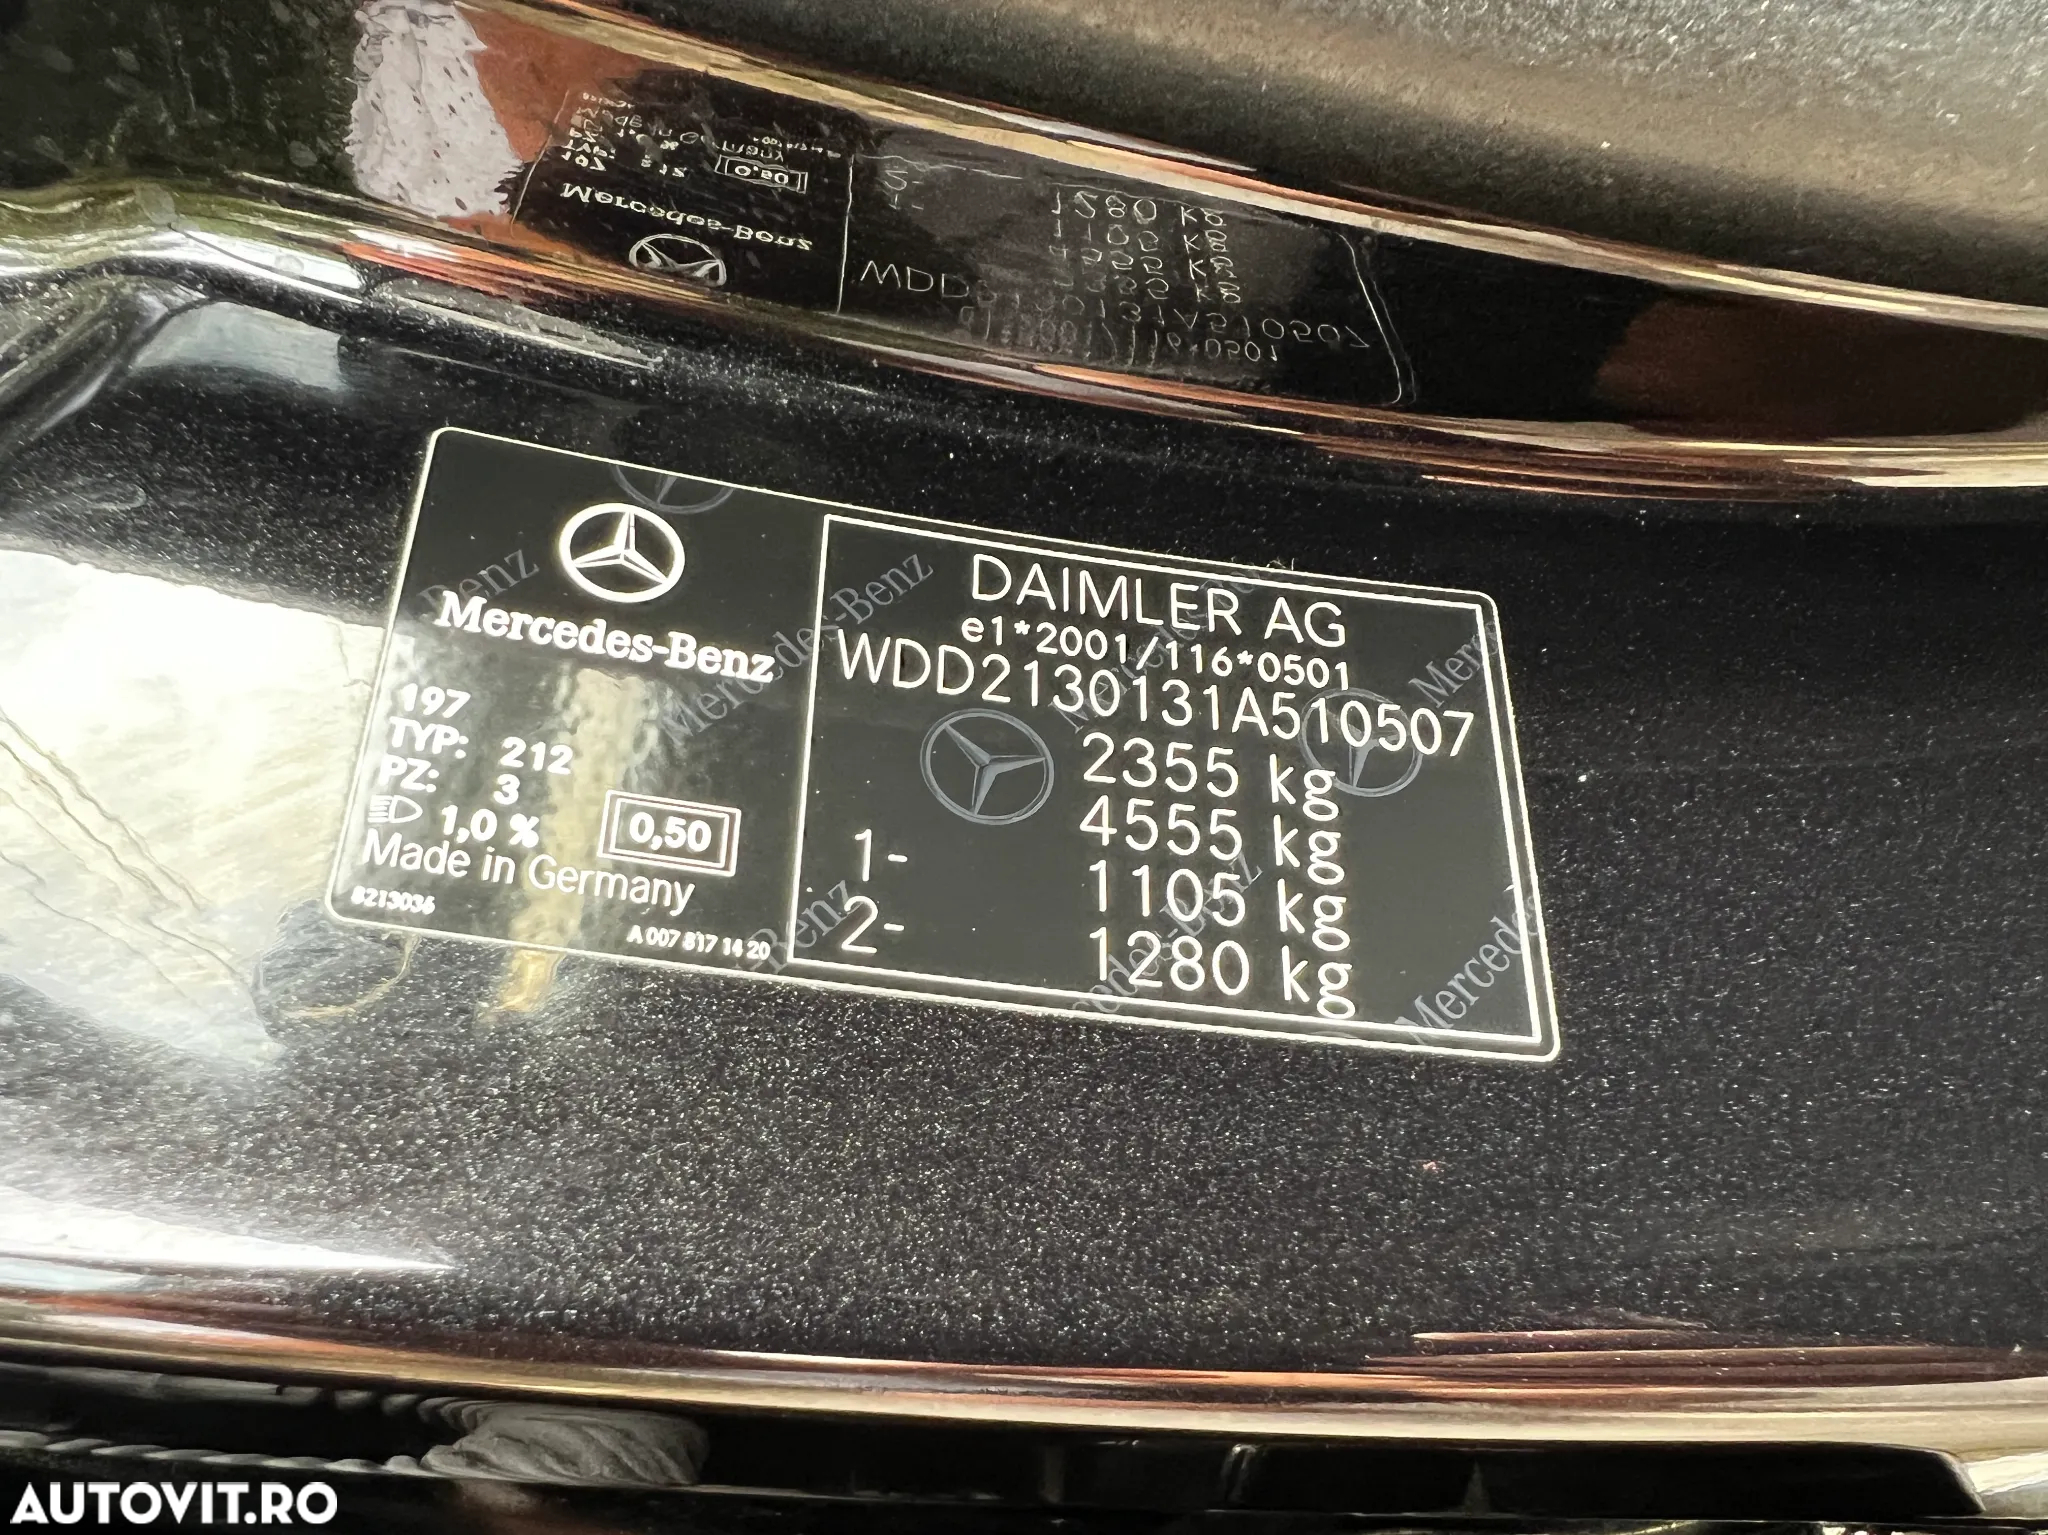 Mercedes-Benz
197
TYP: 212
PZ: 3
1,0 %
0,50
Made in Germany
8213036
A 007 817 14 20
DAIMLER AG
e1*2001/116*0501
WDD2130131A510507
2355 kg
4555 kg
1- 1105 kg
2- 1280 kg
AUTOVIT.RO